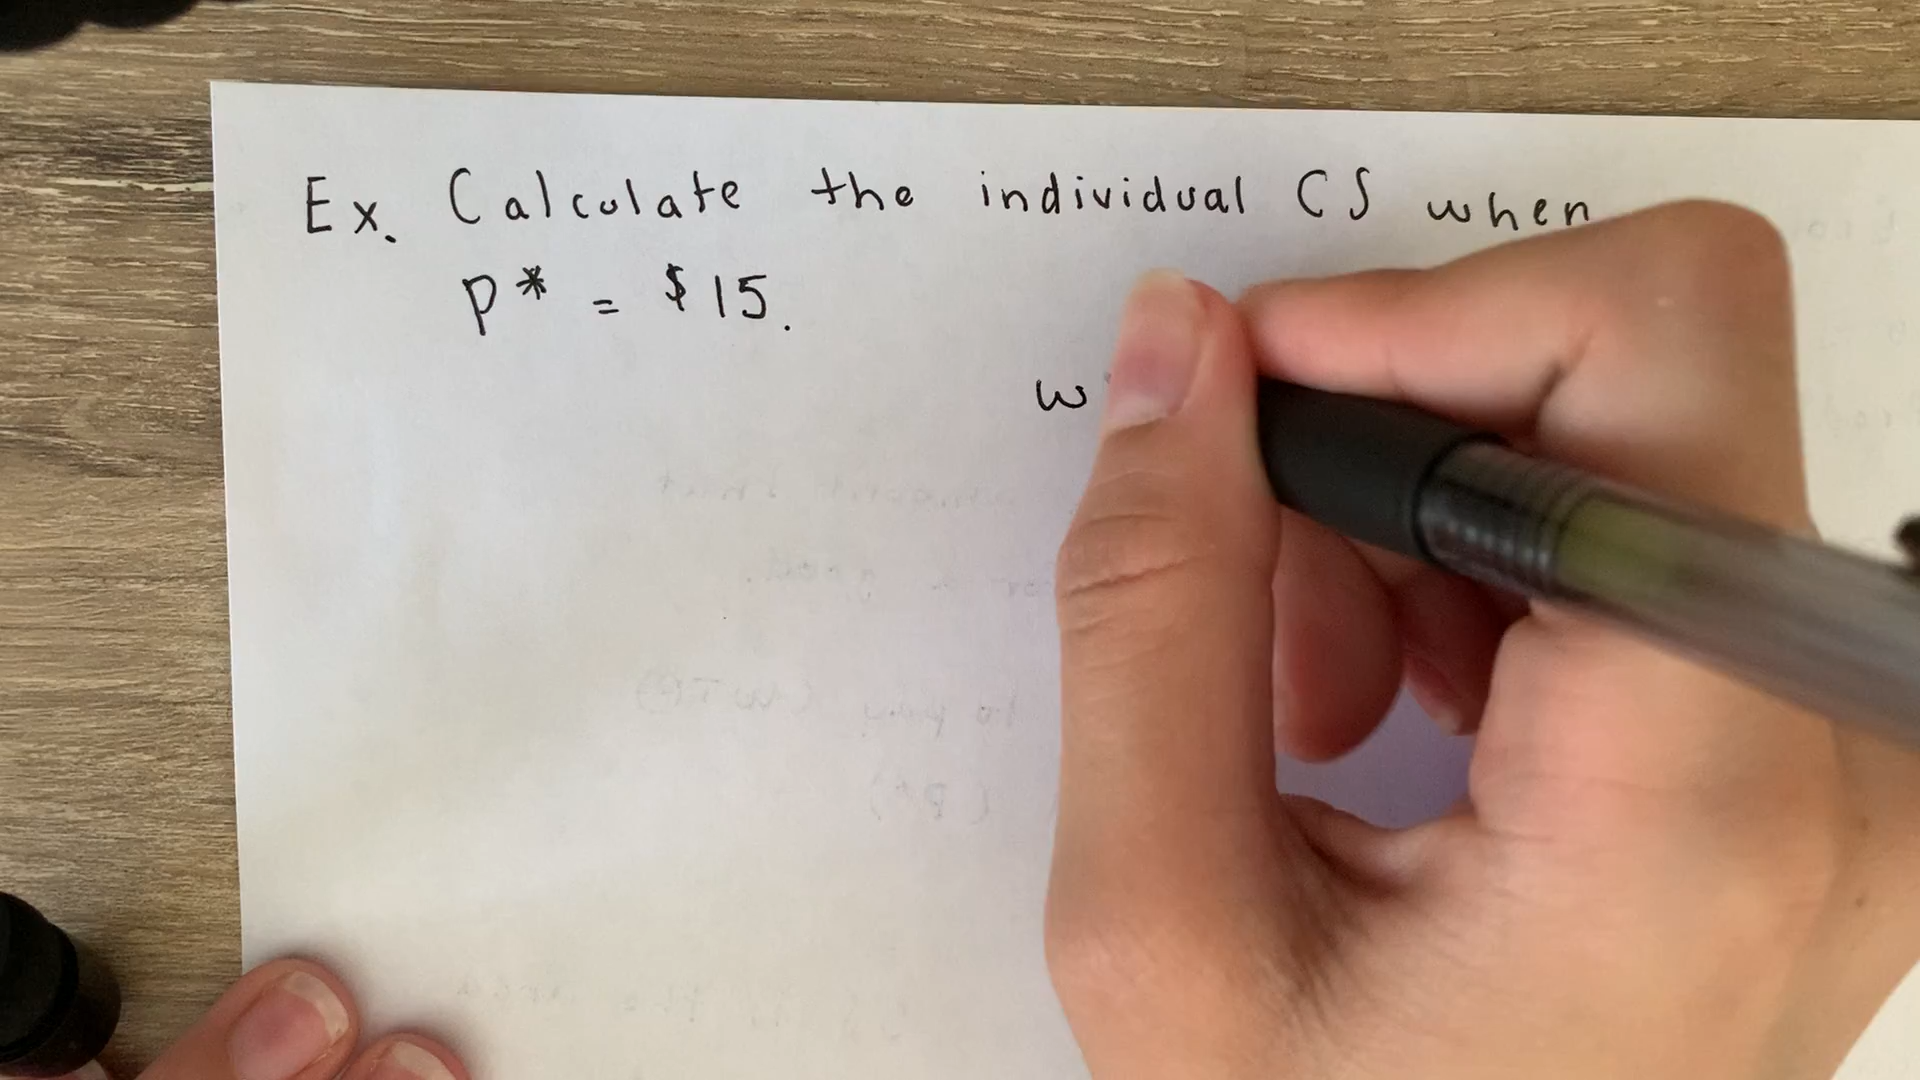 Ex. Calculate the individual CS when
P* = $15.
w